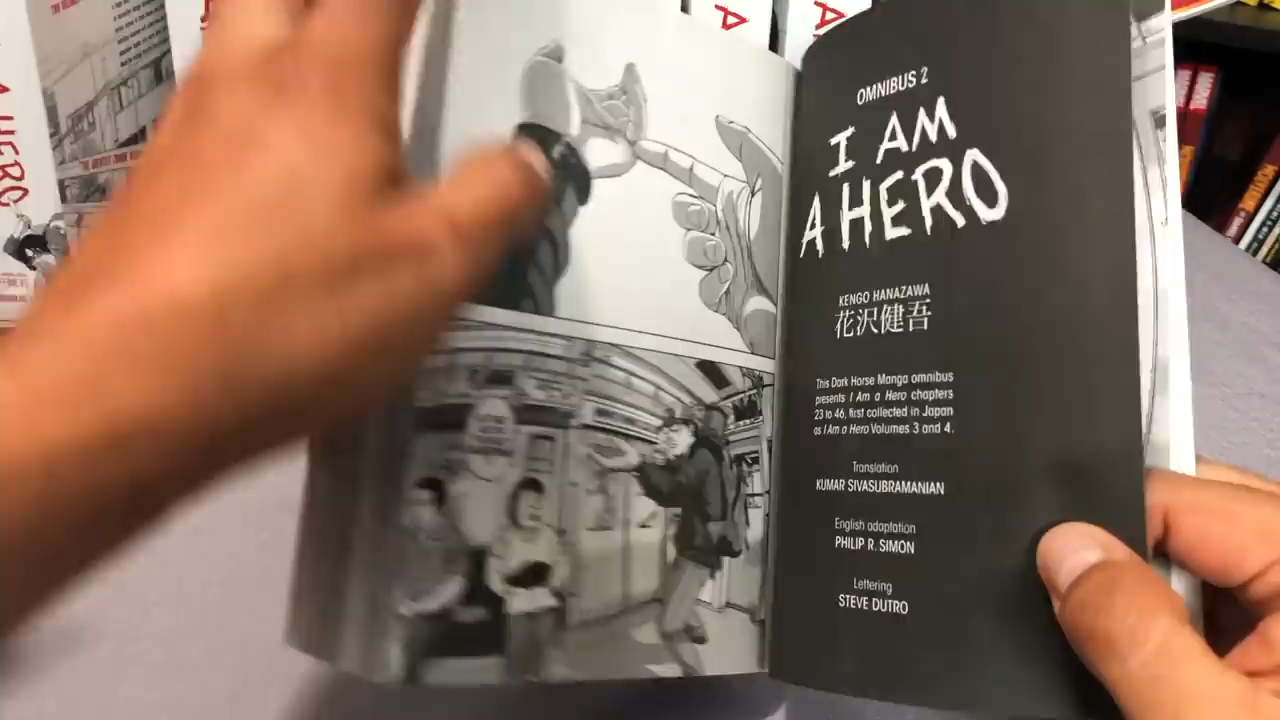 A HERO
A
A
OMNIBUS 2
I AM
A HERO
KENGO HANAZAWA
花沢健吾
This Dark Horse Manga omnibus
presents I Am a Hero chapters
23 to 46, first collected in Japan
as I Am a Hero Volumes 3 and 4.
Translation
KUMAR SIVASUBRAMANIAN
English adaptation
PHILIP R. SIMON
Lettering
STEVE DUTRO